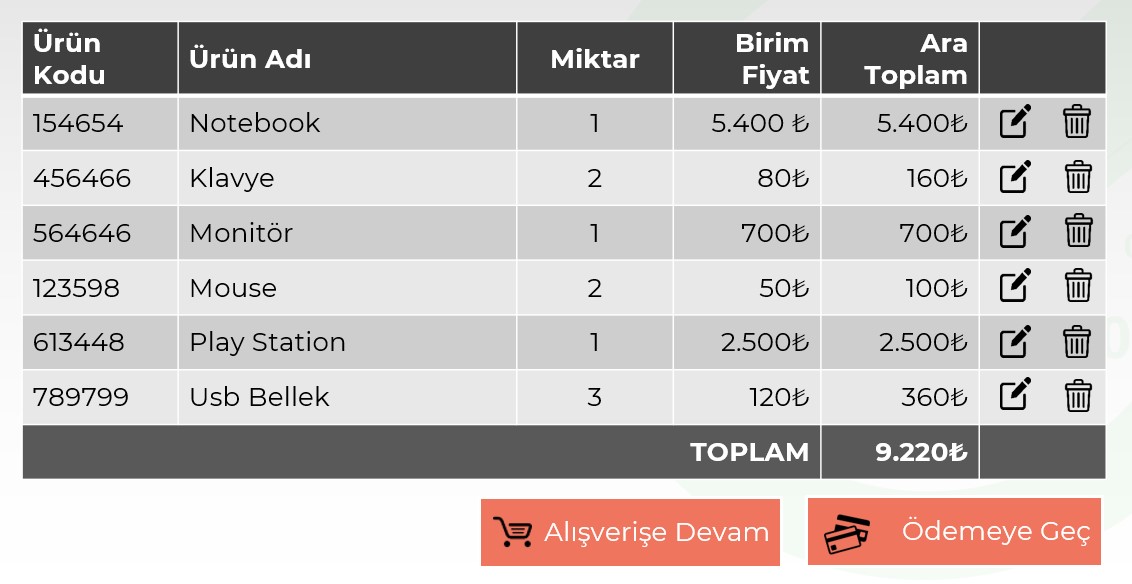 Ürün Kodu Ürün Adı Miktar Birim Fiyat Ara Toplam
154654 Notebook 1 5.400 ₺ 5.400₺
456466 Klavye 2 80₺ 160₺
564646 Monitör 1 700₺ 700₺
123598 Mouse 2 50₺ 100₺
613448 Play Station 1 2.500₺ 2.500₺
789799 Usb Bellek 3 120₺ 360₺
TOPLAM 9.220₺
Alışverişe Devam Ödemeye Geç